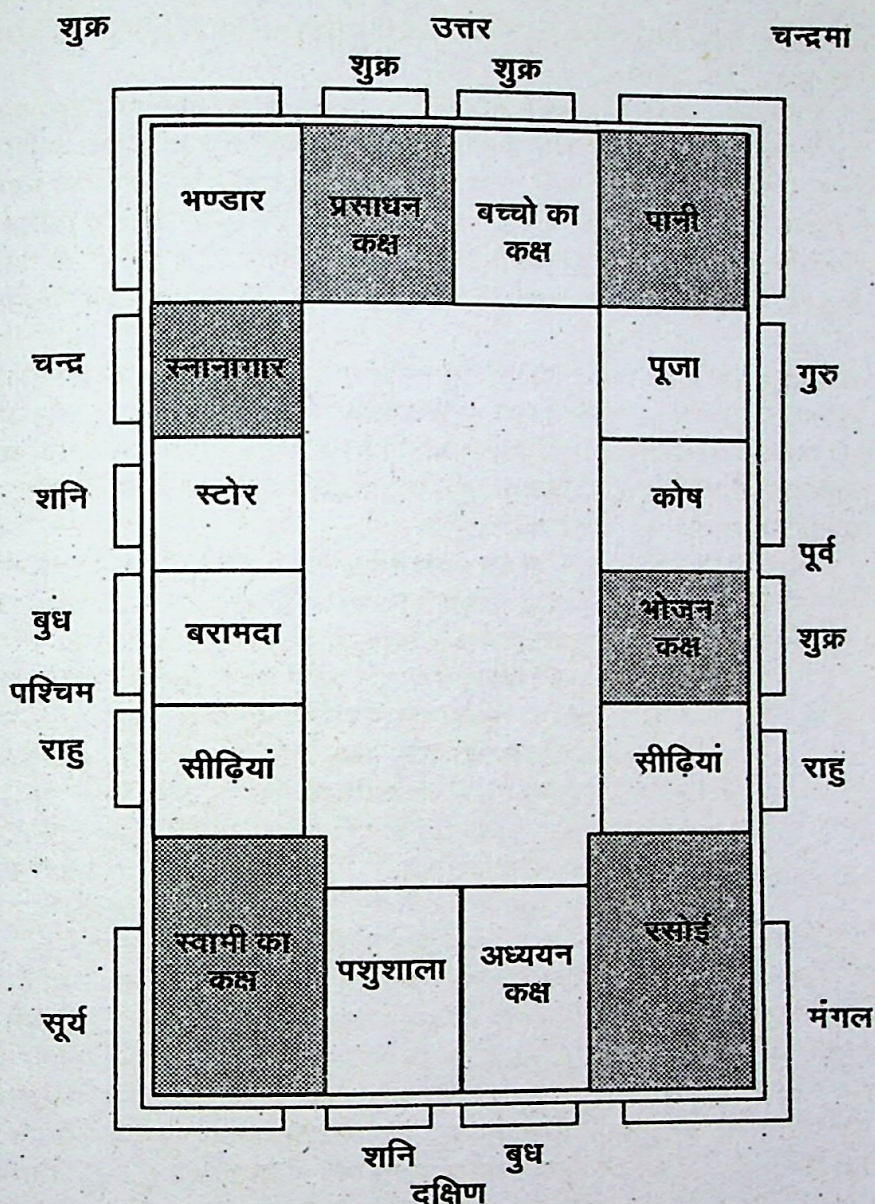 शुक्र
उत्तर
चन्द्रमा
शुक्र
शुक्र
भण्डार
प्रसाधन
कक्ष
बच्चो का
कक्ष
पानी
चन्द्र
स्नानागार
पूजा
गुरु
शनि
स्टोर
कोष
पूर्व
बुध
बरामदा
भोजन
कक्ष
शुक्र
पश्चिम
राहु
सीढ़ियां
सीढ़ियां
राहु
स्वामी का
कक्ष
पशुशाला
अध्ययन
कक्ष
रसोई
सूर्य
मंगल
शनि
बुध
दक्षिण